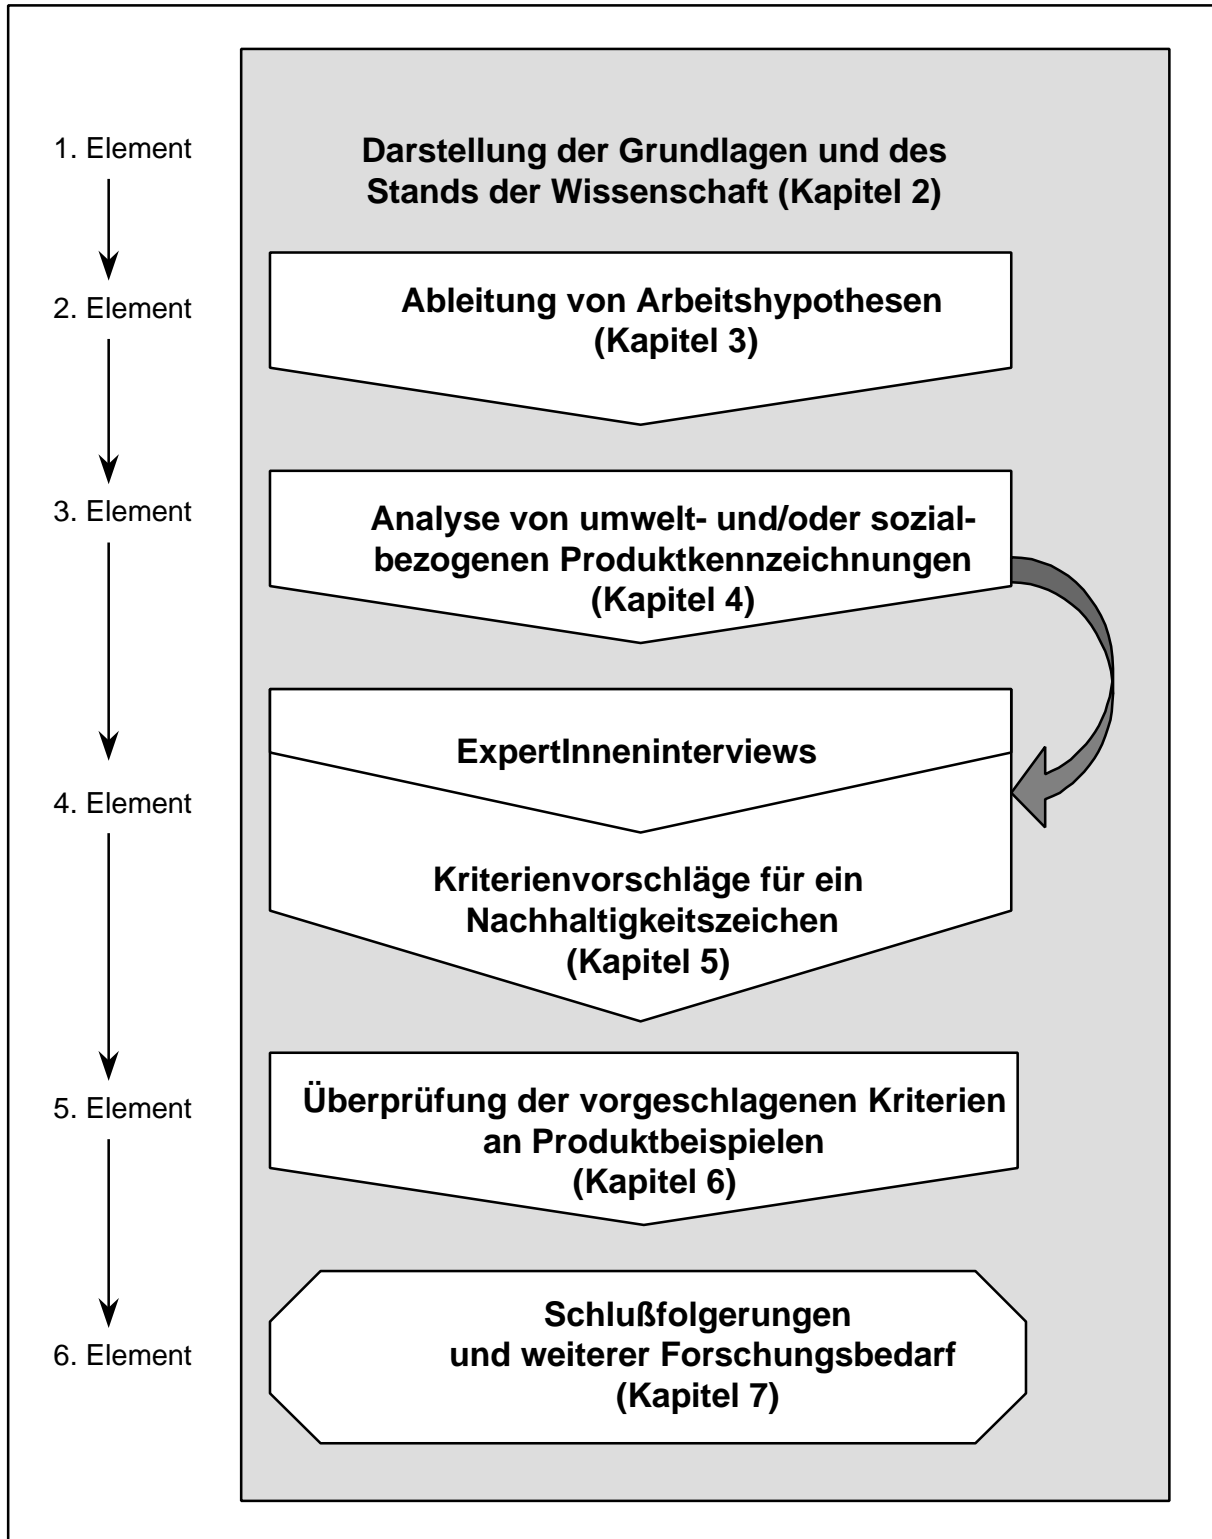 1. Element
Darstellung der Grundlagen und des
Stands der Wissenschaft (Kapitel 2)
2. Element
Ableitung von Arbeitshypothesen
(Kapitel 3)
3. Element
Analyse von umwelt- und/oder sozial-
bezogenen Produktkennzeichnungen
(Kapitel 4)
ExpertInneninterviews
4. Element
Kriterienvorschläge für ein
Nachhaltigkeitszeichen
(Kapitel 5)
5. Element
Überprüfung der vorgeschlagenen Kriterien
an Produktbeispielen
(Kapitel 6)
6. Element
Schlußfolgerungen
und weiterer Forschungsbedarf
(Kapitel 7)